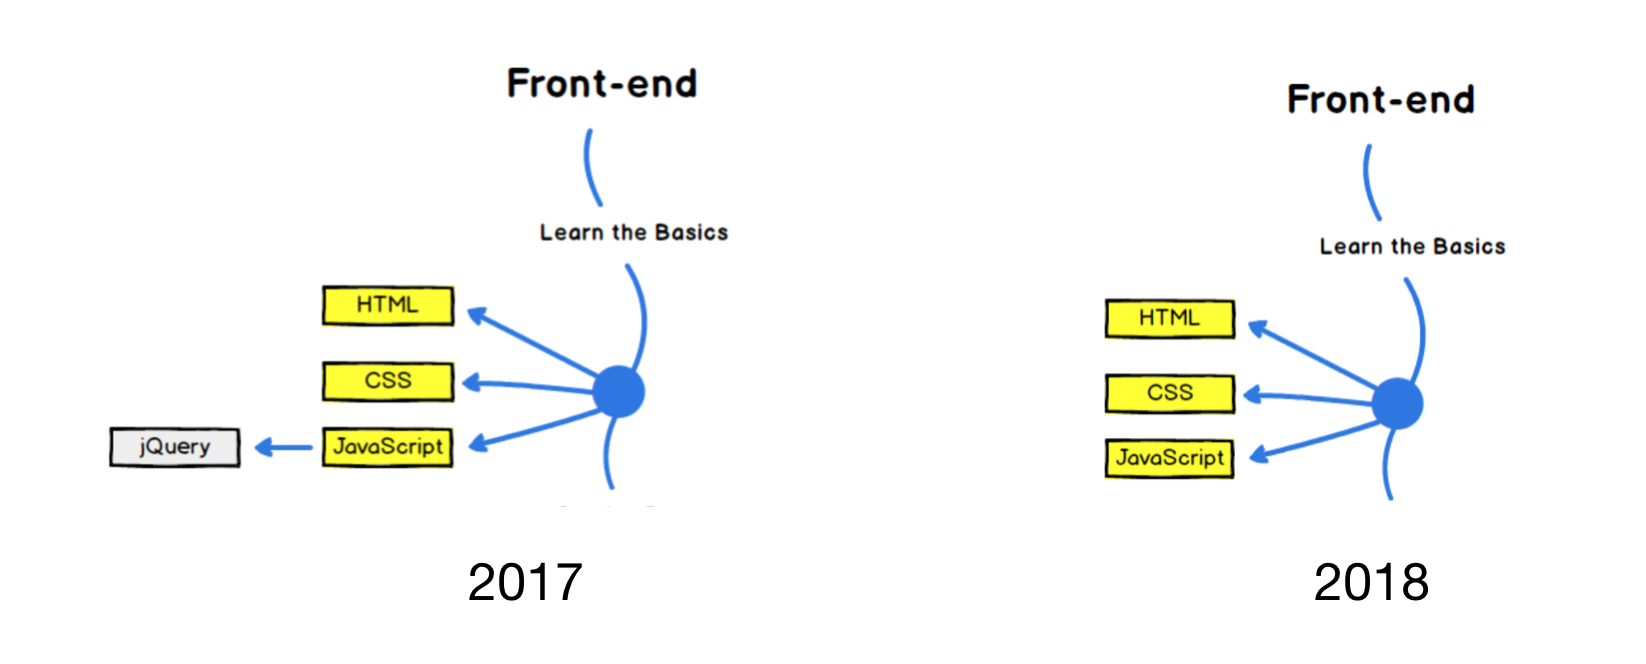 Front-end
Learn the Basics
HTML
CSS
JavaScript
jQuery
2017
Front-end
Learn the Basics
HTML
CSS
JavaScript
2018